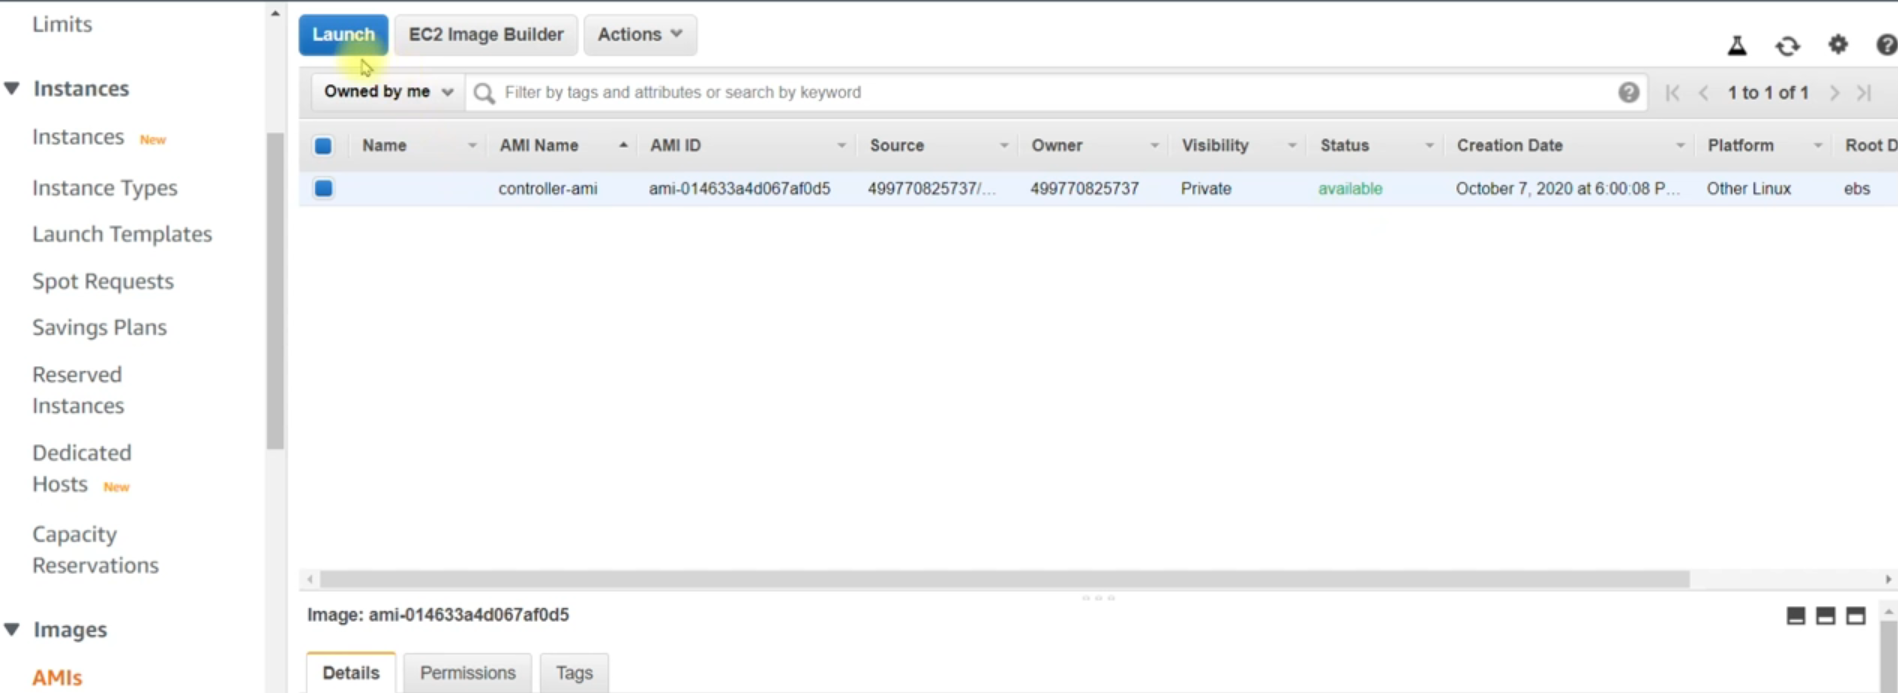 Limits
Instances
Instances New
Instance Types
Launch Templates
Spot Requests
Savings Plans
Reserved
Instances
Dedicated
Hosts New
Capacity
Reservations
Images
AMIs
Launch EC2 Image Builder Actions
Owned by me Filter by tags and attributes or search by keyword 1 to 1 of 1
Name AMI Name AMI ID Source Owner Visibility Status Creation Date Platform Root D
controller-ami ami-014633a4d067af0d5 499770825737/... 499770825737 Private available October 7, 2020 at 6:00:08 P... Other Linux ebs
Image: ami-014633a4d067af0d5
Details Permissions Tags